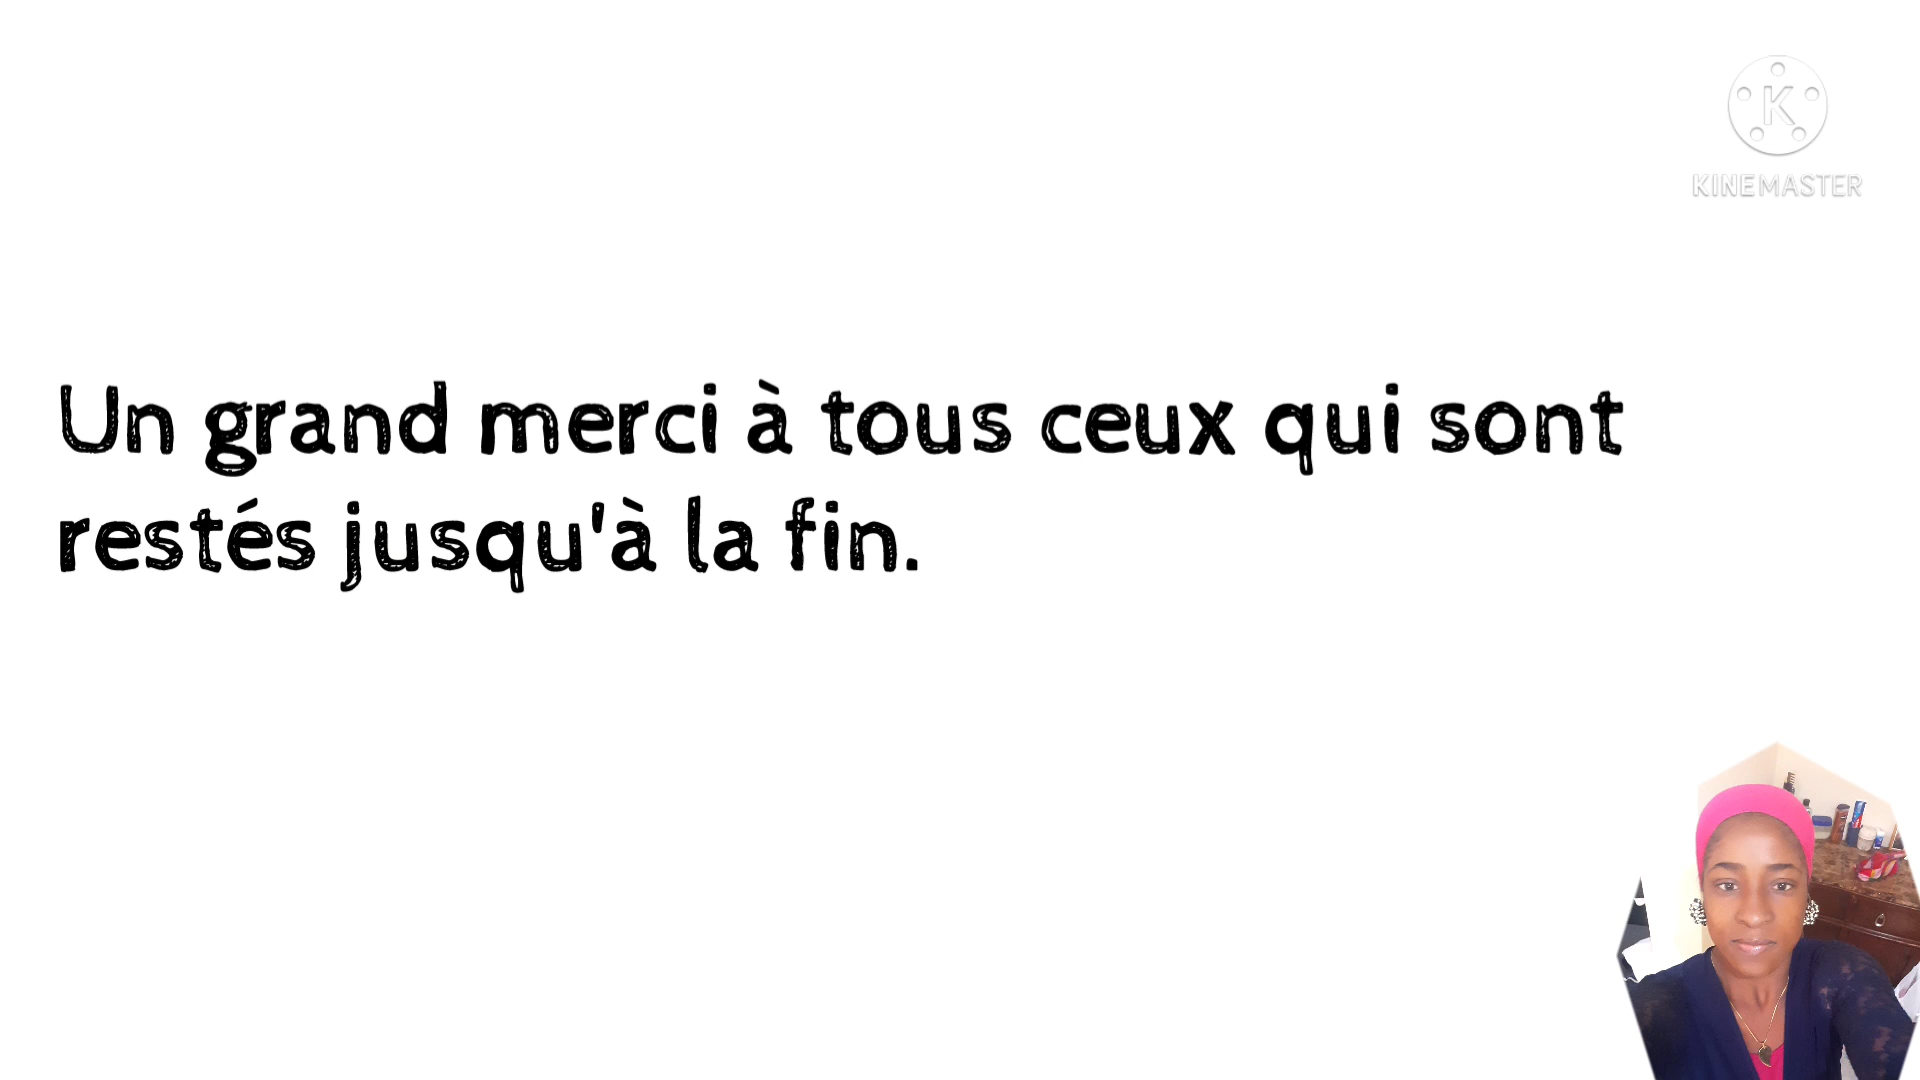 KINEMASTER
Un grand merci à tous ceux qui sont
restés jusqu'à la fin.